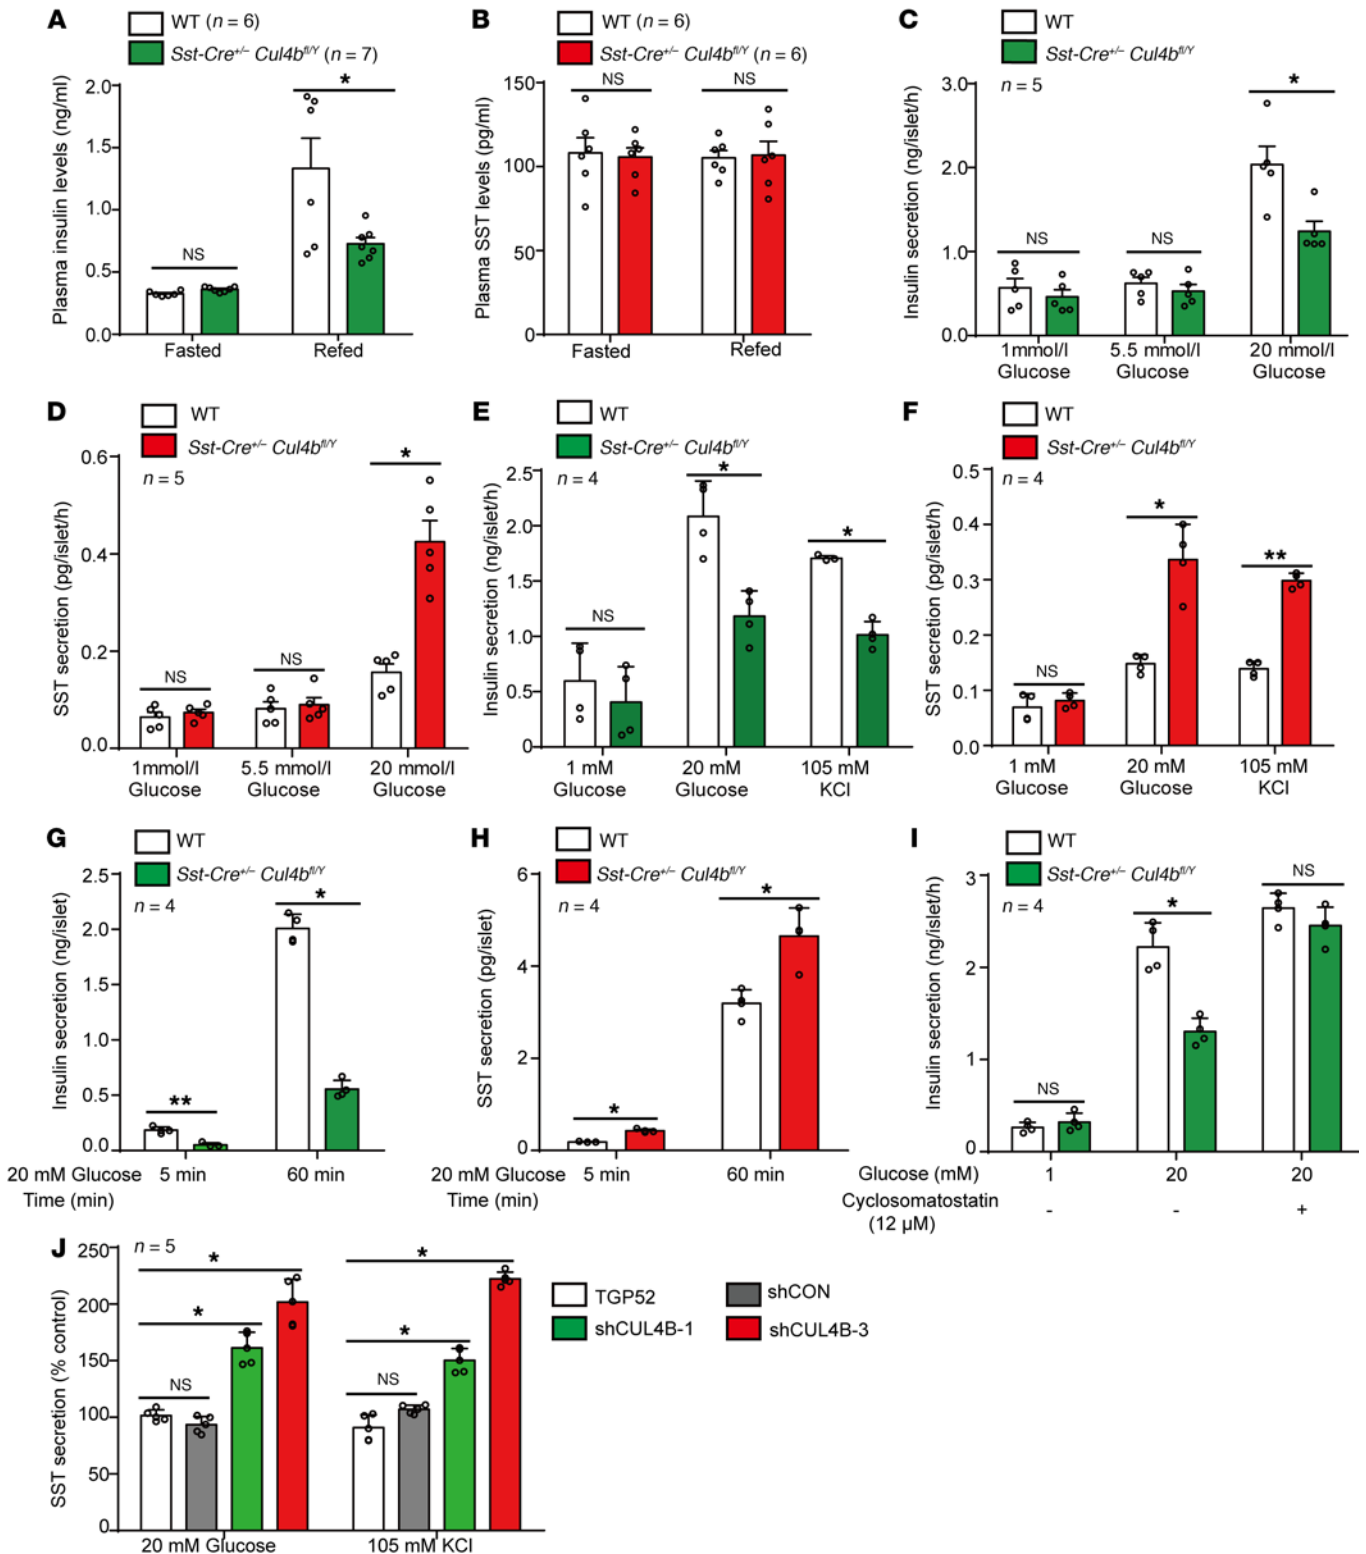 A
WT (n = 6)
Sst-Cre+/– Cul4bfl/Y (n = 7)
Plasma insulin levels (ng/ml)
2.0
1.5
1.0
0.5
0.0
NS
*
Fasted
Refed
B
WT (n = 6)
Sst-Cre+/– Cul4bfl/Y (n = 6)
Plasma SST levels (pg/ml)
150
100
50
0
NS
NS
Fasted
Refed
C
WT
Sst-Cre+/– Cul4bfl/Y
n = 5
Insulin secretion (ng/islet/h)
3.0
2.0
1.0
0.0
NS
NS
*
1mmol/l
Glucose
5.5 mmol/l
Glucose
20 mmol/l
Glucose
D
WT
Sst-Cre+/– Cul4bfl/Y
n = 5
SST secretion (pg/islet/h)
0.6
0.4
0.2
0.0
NS
NS
*
1mmol/l
Glucose
5.5 mmol/l
Glucose
20 mmol/l
Glucose
E
WT
Sst-Cre+/– Cul4bfl/Y
n = 4
Insulin secretion (ng/islet/h)
2.5
2.0
1.5
1.0
0.5
0
NS
*
*
1 mM
Glucose
20 mM
Glucose
105 mM
KCl
F
WT
Sst-Cre+/– Cul4bfl/Y
n = 4
SST secretion (pg/islet/h)
0.5
0.4
0.3
0.2
0.1
0.0
NS
*
**
1 mM
Glucose
20 mM
Glucose
105 mM
KCl
G
WT
Sst-Cre+/– Cul4bfl/Y
n = 4
Insulin secretion (ng/islet)
2.5
2.0
1.5
1.0
0.5
0.0
**
*
20 mM Glucose
Time (min)
5 min
60 min
H
WT
Sst-Cre+/– Cul4bfl/Y
n = 4
SST secretion (pg/islet)
6
4
2
0
*
*
20 mM Glucose
Time (min)
5 min
60 min
I
WT
Sst-Cre+/– Cul4bfl/Y
n = 4
Insulin secretion (ng/islet/h)
3
2
1
0
NS
*
NS
Glucose (mM)
1
20
20
Cyclosomatostatin
(12 µM)
-
-
+
J
n = 5
SST secretion (% control)
250
200
150
100
50
0
NS
*
*
NS
*
*
20 mM Glucose
105 mM KCl
TGP52
shCON
shCUL4B-1
shCUL4B-3